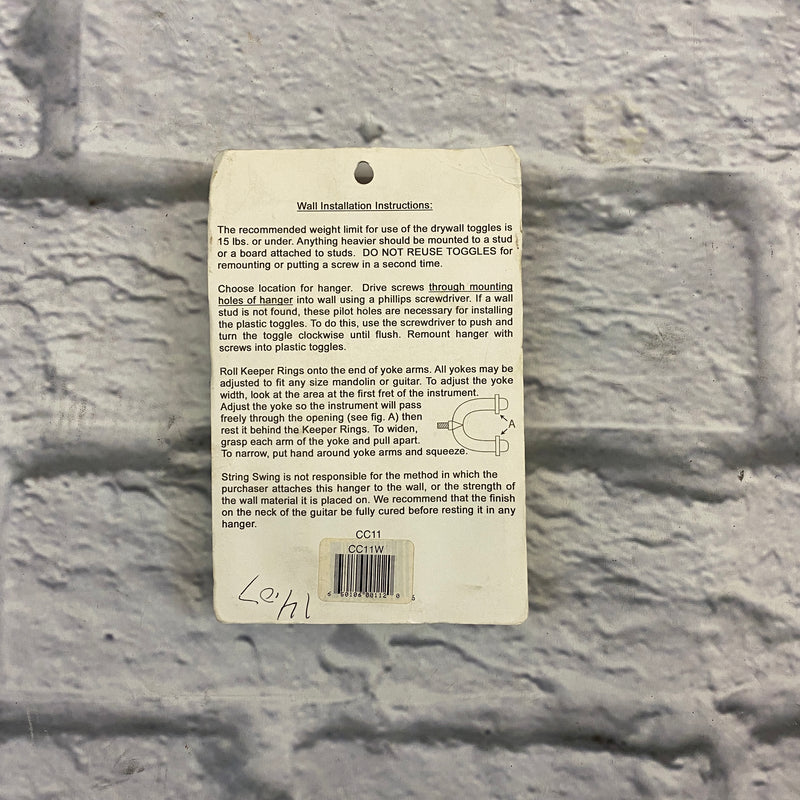 Wall Installation Instructions:
The recommended weight limit for use of the drywall toggles is
15 lbs. or under. Anything heavier should be mounted to a stud
or a board attached to studs. DO NOT REUSE TOGGLES for
remounting or putting a screw in a second time.
Choose location for hanger. Drive screws through mounting
holes of hanger into wall using a phillips screwdriver. If a wall
stud is not found, these pilot holes are necessary for installing
the plastic toggles. To do this, use the screwdriver to push and
turn the toggle clockwise until flush. Remount hanger with
screws into plastic toggles.
Roll Keeper Rings onto the end of yoke arms. All yokes may be
adjusted to fit any size mandolin or guitar. To adjust the yoke
width, look at the area at the first fret of the instrument.
Adjust the yoke so the instrument will pass
freely through the opening (see fig. A) then
rest it behind the Keeper Rings. To widen,
grasp each arm of the yoke and pull apart.
To narrow, put hand around yoke arms and squeeze.
A
String Swing is not responsible for the method in which the
purchaser attaches this hanger to the wall, or the strength of
the wall material it is placed on. We recommend that the finish
on the neck of the guitar be fully cured before resting it in any
hanger.
CC11
CC11W
14.07